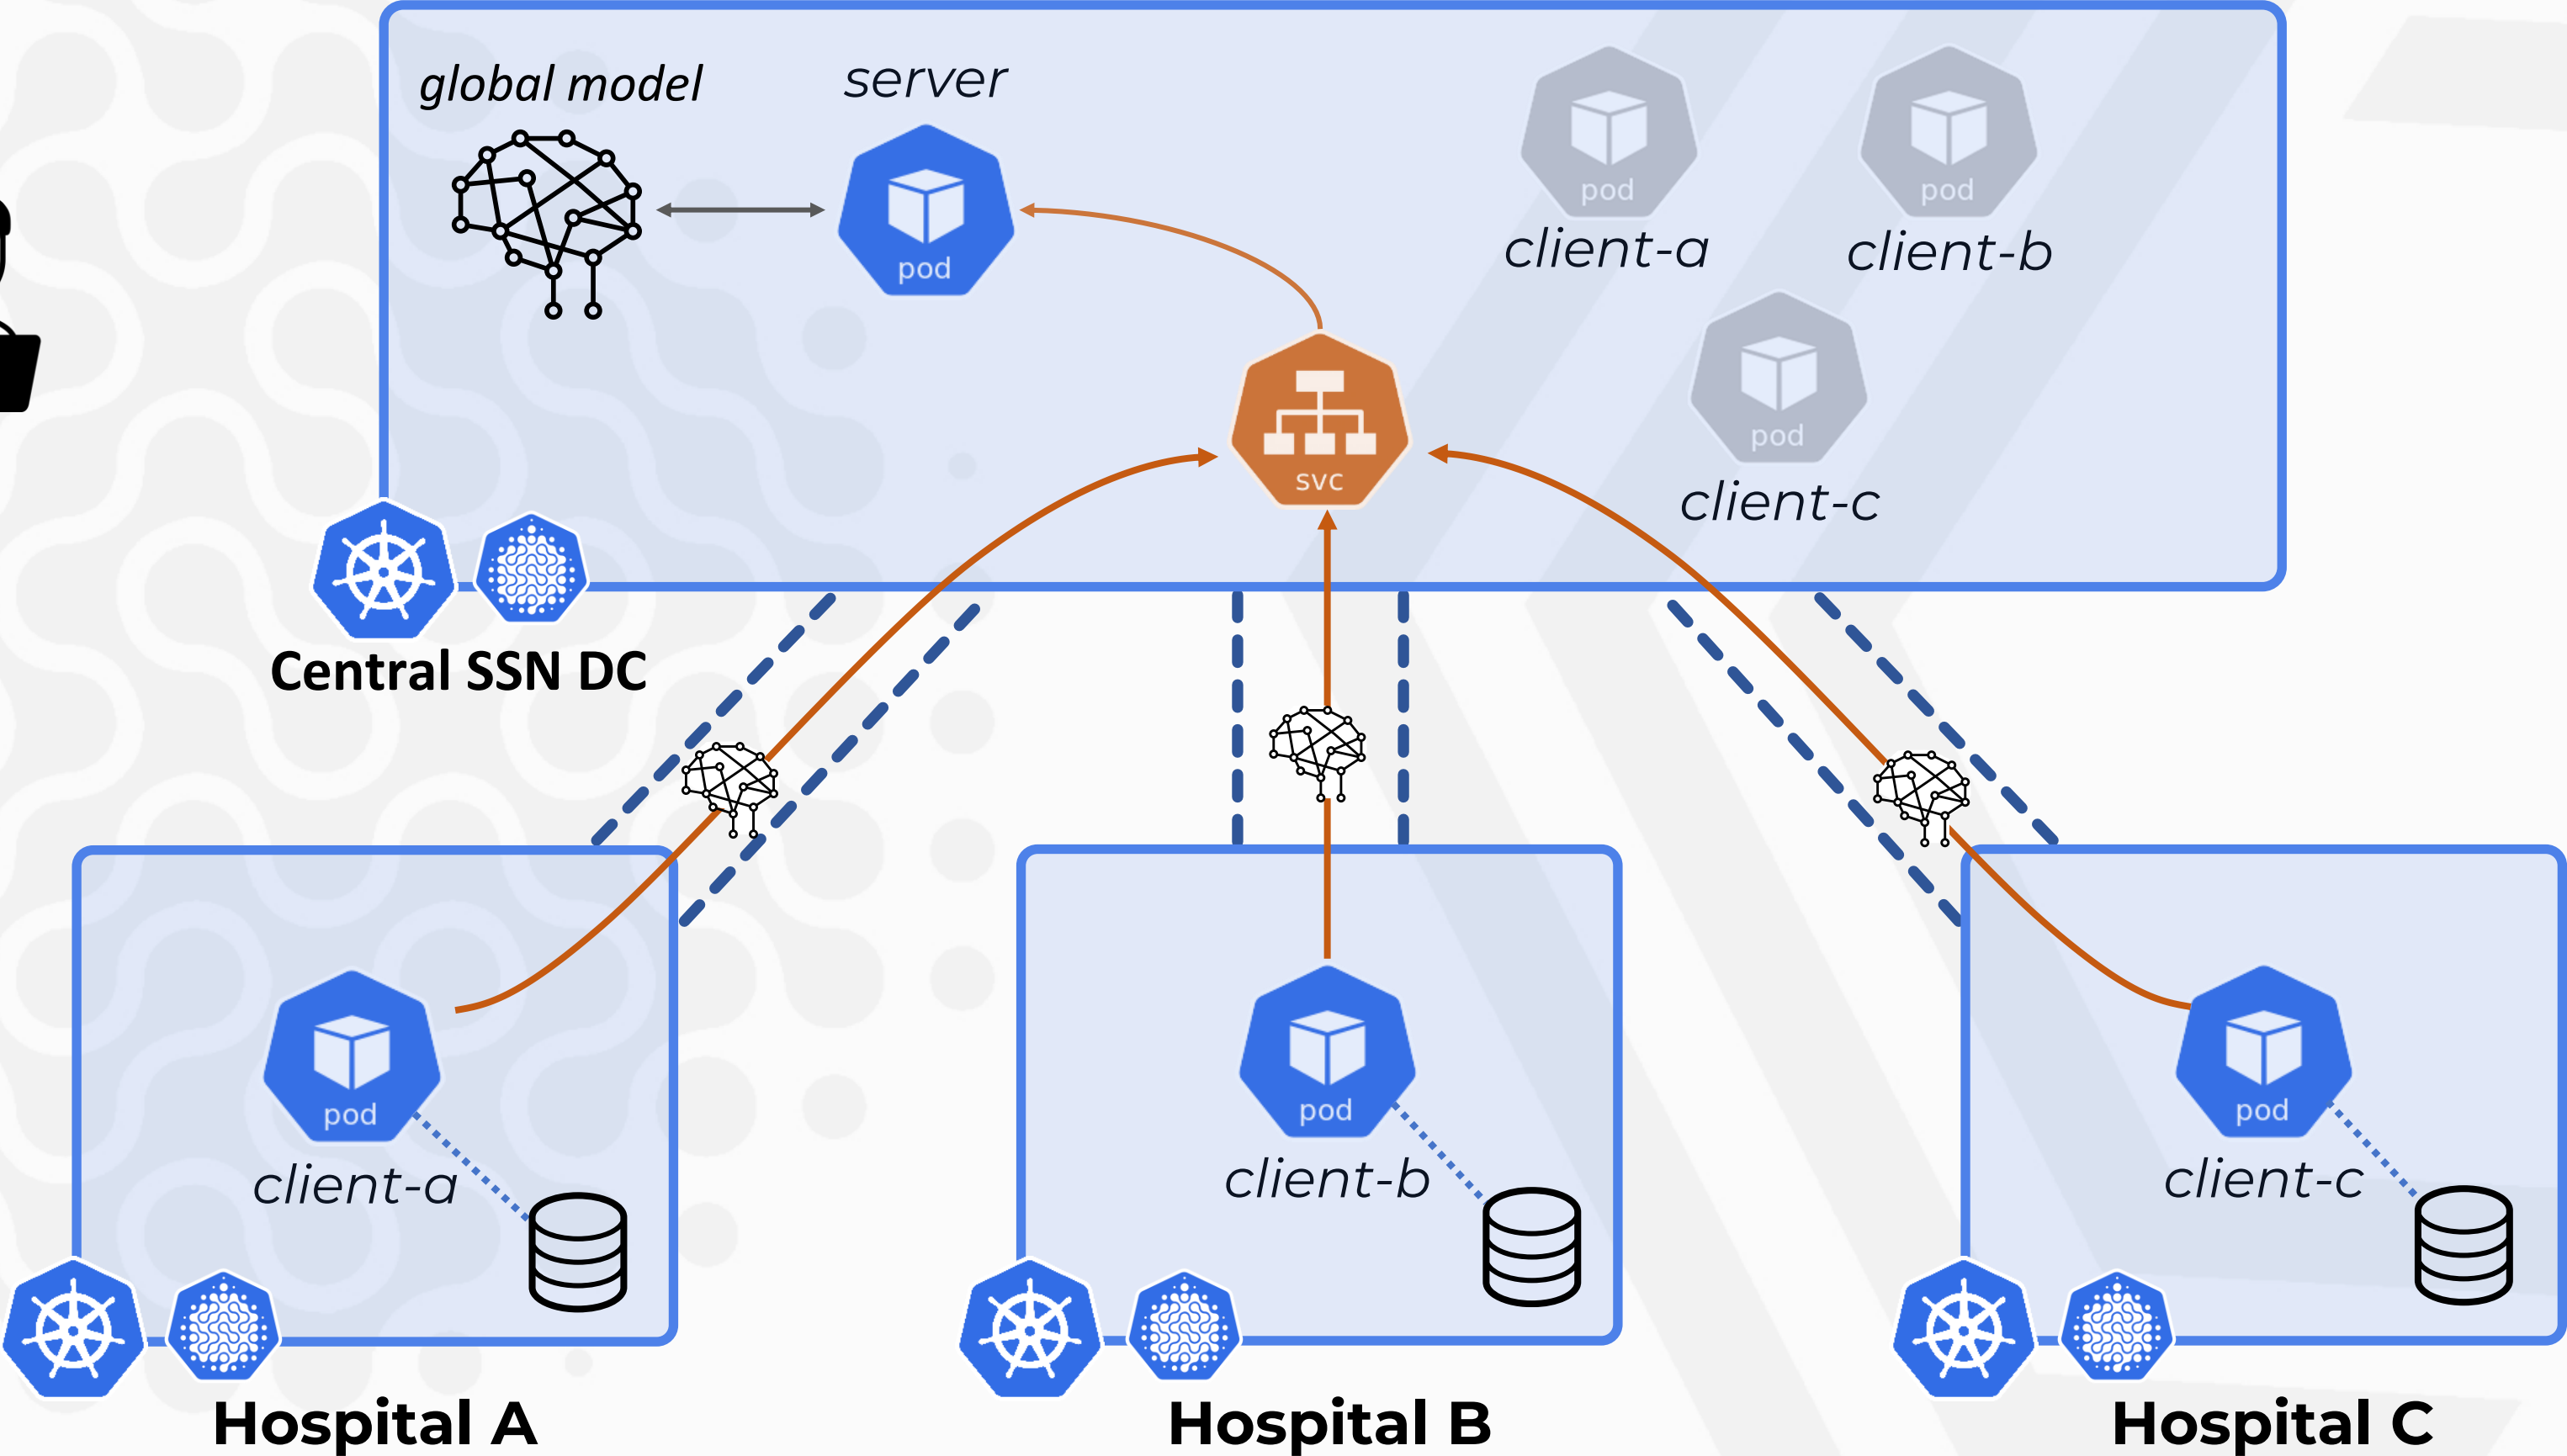 global model
server
pod
pod
client-a
pod
client-b
pod
client-c
svc
Central SSN DC
pod
client-a
Hospital A
pod
client-b
Hospital B
pod
client-c
Hospital C